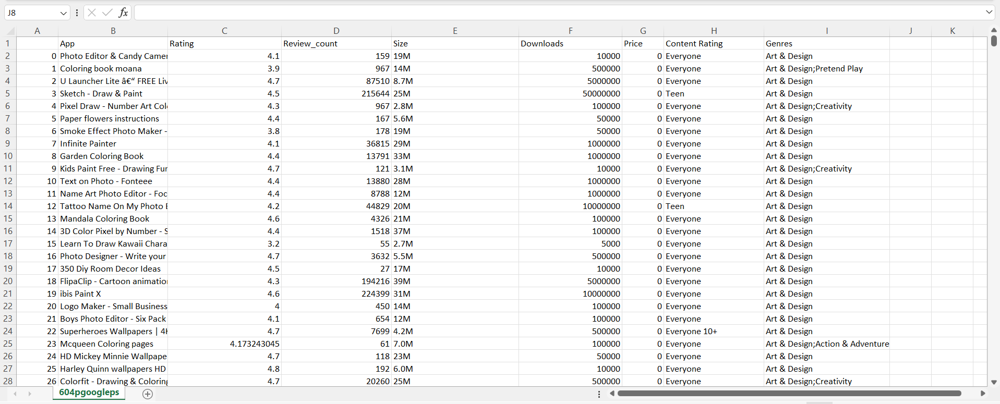 J8 fx
A B C D E F G H I J K
1 App Rating Review_count Size Downloads Price Content Rating Genres
2 0 Photo Editor & Candy Camer 4.1 159 19M 10000 0 Everyone Art & Design
3 1 Coloring book moana 3.9 967 14M 500000 0 Everyone Art & Design;Pretend Play
4 2 U Launcher Lite â€“ FREE Liv 4.7 87510 8.7M 5000000 0 Everyone Art & Design
5 3 Sketch - Draw & Paint 4.5 215644 25M 50000000 0 Teen Art & Design
6 4 Pixel Draw - Number Art Col 4.3 967 2.8M 100000 0 Everyone Art & Design;Creativity
7 5 Paper flowers instructions 4.4 167 5.6M 50000 0 Everyone Art & Design
8 6 Smoke Effect Photo Maker - 3.8 178 19M 50000 0 Everyone Art & Design
9 7 Infinite Painter 4.1 36815 29M 1000000 0 Everyone Art & Design
10 8 Garden Coloring Book 4.4 13791 33M 1000000 0 Everyone Art & Design
11 9 Kids Paint Free - Drawing Fur 4.7 121 3.1M 10000 0 Everyone Art & Design;Creativity
12 10 Text on Photo - Fonteee 4.4 13880 28M 1000000 0 Everyone Art & Design
13 11 Name Art Photo Editor - Foc 4.4 8788 12M 1000000 0 Everyone Art & Design
14 12 Tattoo Name On My Photo E 4.2 44829 20M 10000000 0 Teen Art & Design
15 13 Mandala Coloring Book 4.6 4326 21M 100000 0 Everyone Art & Design
16 14 3D Color Pixel by Number - S 4.4 1518 37M 100000 0 Everyone Art & Design
17 15 Learn To Draw Kawaii Chara 3.2 55 2.7M 5000 0 Everyone Art & Design
18 16 Photo Designer - Write your 4.7 3632 5.5M 500000 0 Everyone Art & Design
19 17 350 Diy Room Decor Ideas 4.5 27 17M 10000 0 Everyone Art & Design
20 18 FlipaClip - Cartoon animatio 4.3 194216 39M 5000000 0 Everyone Art & Design
21 19 ibis Paint X 4.6 224399 31M 10000000 0 Everyone Art & Design
22 20 Logo Maker - Small Business 4 450 14M 100000 0 Everyone Art & Design
23 21 Boys Photo Editor - Six Pack 4.1 654 12M 100000 0 Everyone Art & Design
24 22 Superheroes Wallpapers | 4K 4.7 7699 4.2M 500000 0 Everyone 10+ Art & Design
25 23 Mcqueen Coloring pages 4.173243045 61 7.0M 100000 0 Everyone Art & Design;Action & Adventure
26 24 HD Mickey Minnie Wallpape 4.7 118 23M 50000 0 Everyone Art & Design
27 25 Harley Quinn wallpapers HD 4.8 192 6.0M 10000 0 Everyone Art & Design
28 26 Colorfit - Drawing & Coloring 4.7 20260 25M 500000 0 Everyone Art & Design;Creativity
604pgoogleps